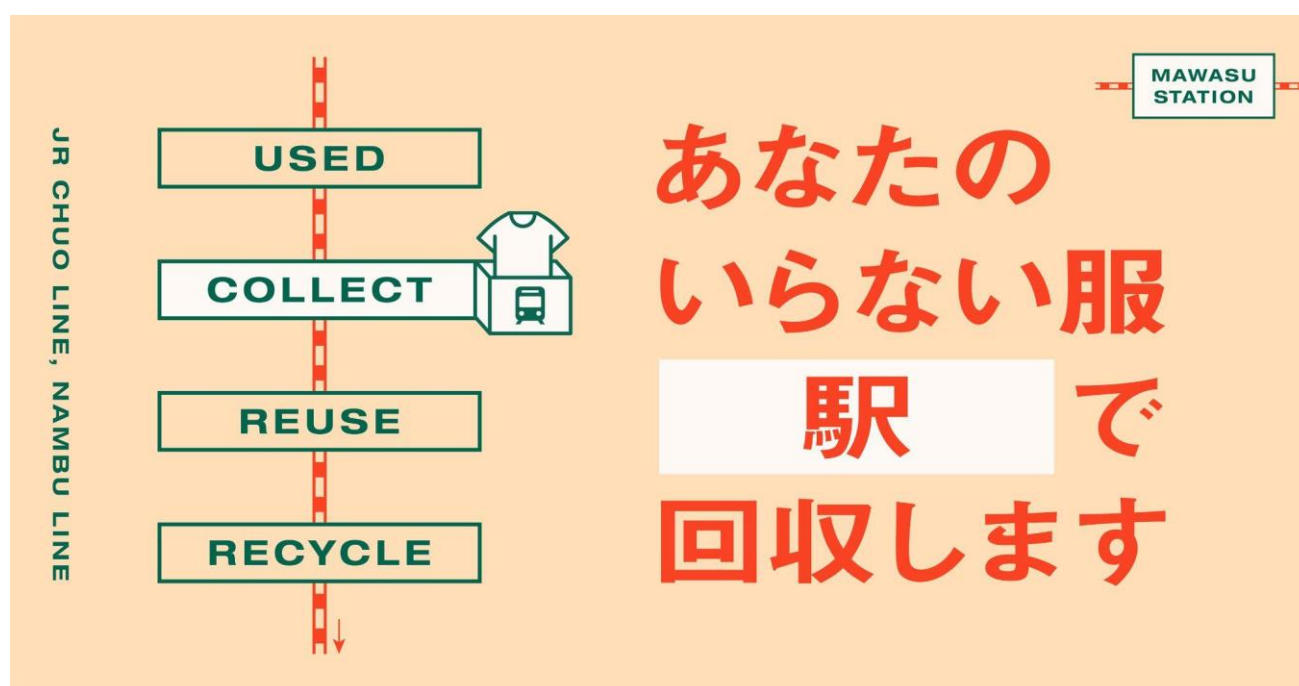 JR CHUO LINE, NAMBU LINE
USED
COLLECT
REUSE
RECYCLE
あなたの
いらない服
駅で
回収します
MAWASU
STATION